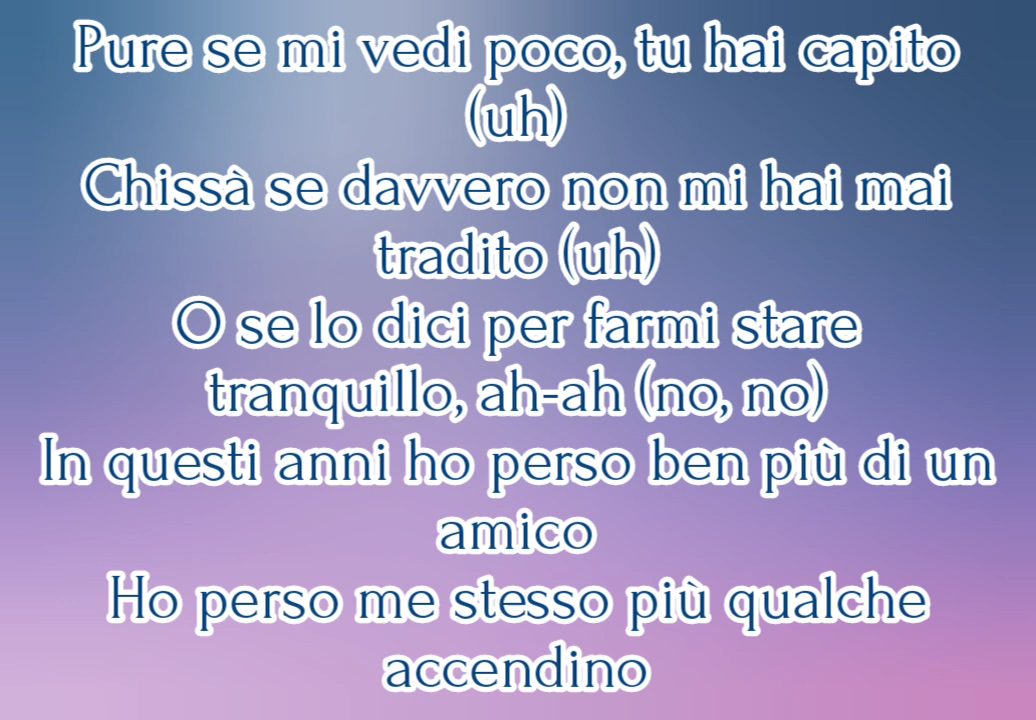 Pure se mi vedi poco, tu hai capito
(uh)
Chissà se davvero non mi hai mai
tradito (uh)
O se lo dici per farmi stare
tranquillo, ah-ah (no, no)
In questi anni ho perso ben più di un
amico
Ho perso me stesso più qualche
accendino